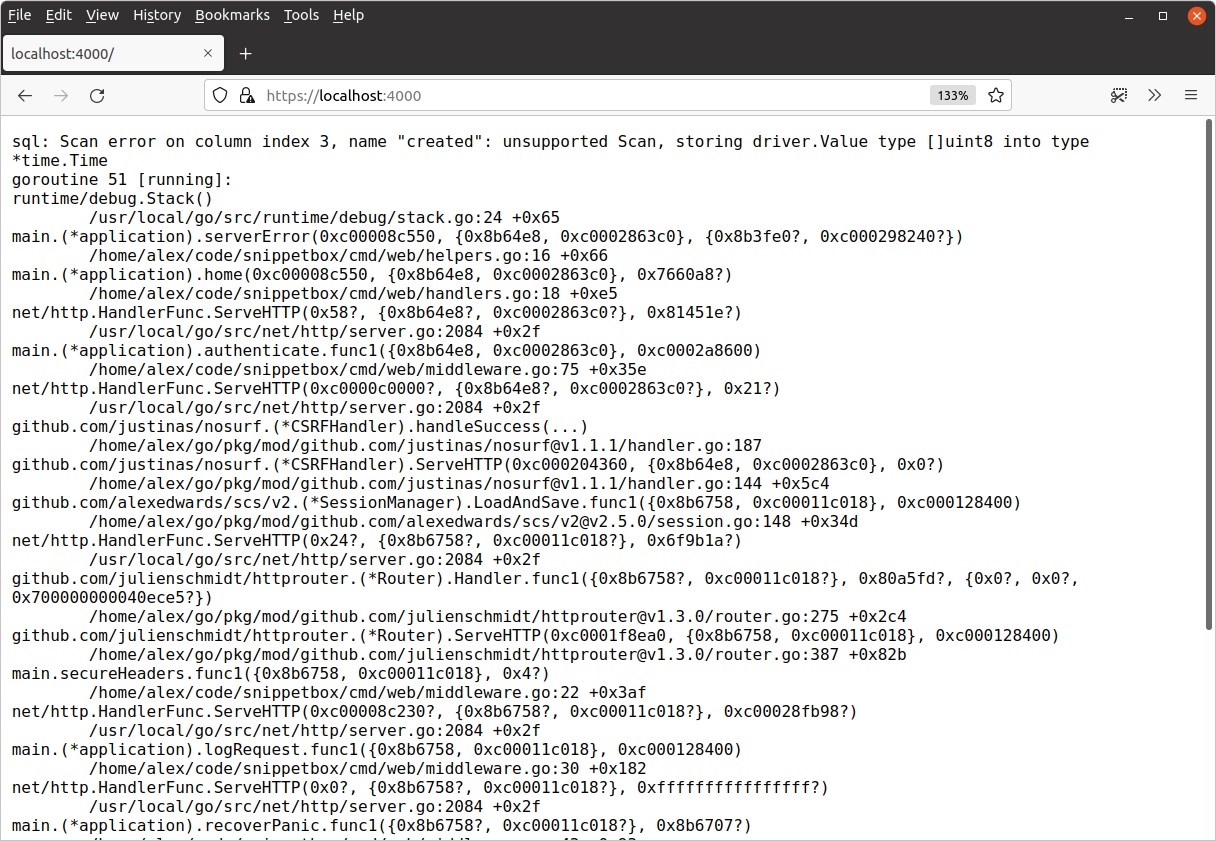 File Edit View History Bookmarks Tools Help
localhost:4000/
https://localhost:4000 133%
sql: Scan error on column index 3, name "created": unsupported Scan, storing driver.Value type []uint8 into type
*time.Time
goroutine 51 [running]:
runtime/debug.Stack()
/usr/local/go/src/runtime/debug/stack.go:24 +0x65
main.(*application).serverError(0xc00008c550, {0x8b64e8, 0xc0002863c0}, {0x8b3fe0?, 0xc000298240?})
/home/alex/code/snippetbox/cmd/web/helpers.go:16 +0x66
main.(*application).home(0xc00008c550, {0x8b64e8, 0xc0002863c0}, 0x7660a8?)
/home/alex/code/snippetbox/cmd/web/handlers.go:18 +0xe5
net/http.HandlerFunc.ServeHTTP(0x58?, {0x8b64e8?, 0xc0002863c0?}, 0x81451e?)
/usr/local/go/src/net/http/server.go:2084 +0x2f
main.(*application).authenticate.func1({0x8b64e8, 0xc0002863c0}, 0xc0002a8600)
/home/alex/code/snippetbox/cmd/web/middleware.go:75 +0x35e
net/http.HandlerFunc.ServeHTTP(0xc0000c0000?, {0x8b64e8?, 0xc0002863c0?}, 0x21?)
/usr/local/go/src/net/http/server.go:2084 +0x2f
github.com/justinas/nosurf.(*CSRFHandler).handleSuccess(...)
/home/alex/go/pkg/mod/github.com/justinas/nosurf@v1.1.1/handler.go:187
github.com/justinas/nosurf.(*CSRFHandler).ServeHTTP(0xc000204360, {0x8b64e8, 0xc0002863c0}, 0x0?)
/home/alex/go/pkg/mod/github.com/justinas/nosurf@v1.1.1/handler.go:144 +0x5c4
github.com/alexedwards/scs/v2.(*SessionManager).LoadAndSave.func1({0x8b6758, 0xc00011c018}, 0xc000128400)
/home/alex/go/pkg/mod/github.com/alexedwards/scs/v2@v2.5.0/session.go:148 +0x34d
net/http.HandlerFunc.ServeHTTP(0x24?, {0x8b6758?, 0xc00011c018?}, 0x6f9b1a?)
/usr/local/go/src/net/http/server.go:2084 +0x2f
github.com/julienschmidt/httprouter.(*Router).Handler.func1({0x8b6758?, 0xc00011c018?}, 0x80a5fd?, {0x0?, 0x0?,
0x700000000040ece5?})
/home/alex/go/pkg/mod/github.com/julienschmidt/httprouter@v1.3.0/router.go:275 +0x2c4
github.com/julienschmidt/httprouter.(*Router).ServeHTTP(0xc0001f8ea0, {0x8b6758, 0xc00011c018}, 0xc000128400)
/home/alex/go/pkg/mod/github.com/julienschmidt/httprouter@v1.3.0/router.go:387 +0x82b
main.secureHeaders.func1({0x8b6758, 0xc00011c018}, 0x4?)
/home/alex/code/snippetbox/cmd/web/middleware.go:22 +0x3af
net/http.HandlerFunc.ServeHTTP(0xc00008c230?, {0x8b6758?, 0xc00011c018?}, 0xc00028fb98?)
/usr/local/go/src/net/http/server.go:2084 +0x2f
main.(*application).logRequest.func1({0x8b6758, 0xc00011c018}, 0xc000128400)
/home/alex/code/snippetbox/cmd/web/middleware.go:30 +0x182
net/http.HandlerFunc.ServeHTTP(0x0?, {0x8b6758?, 0xc00011c018?}, 0xffffffffffffffff?)
/usr/local/go/src/net/http/server.go:2084 +0x2f
main.(*application).recoverPanic.func1({0x8b6758?, 0xc00011c018?}, 0x8b6707?)